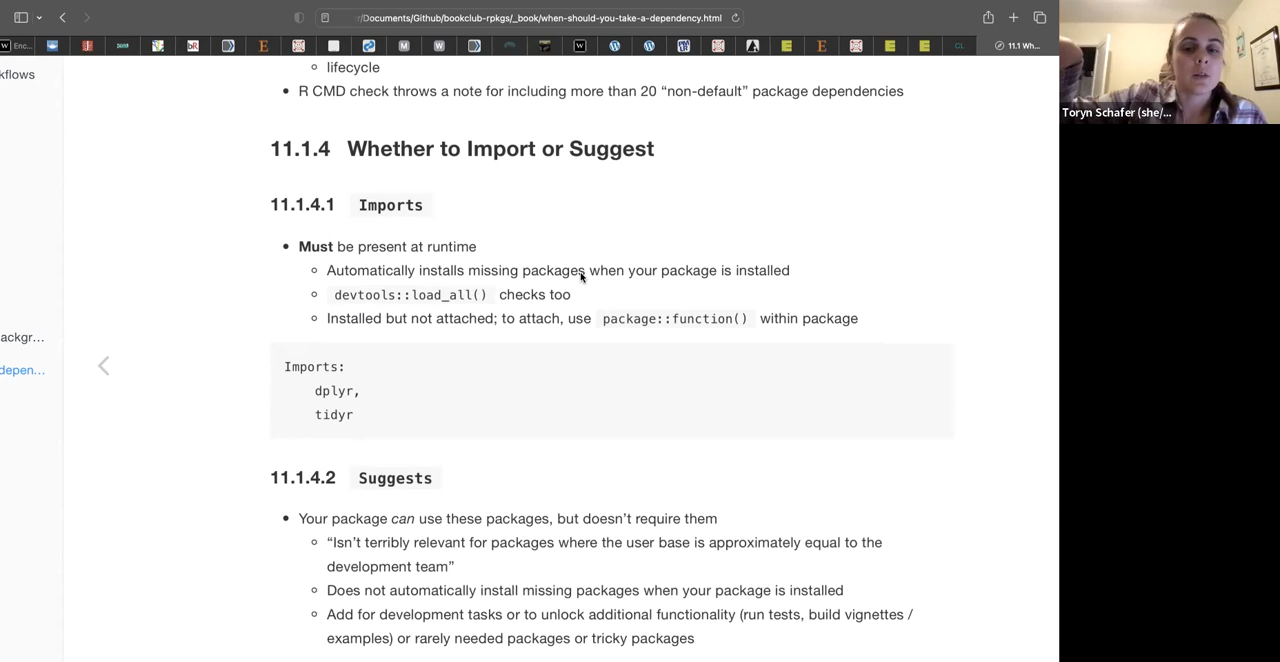 r/Documents/Github/bookclub-rpkgs/_book/when-should-you-take-a-dependency.html
Enc...
11.1 Wh...
Toryn Schafer (she/...
kflows
ackgr...
depen...
lifecycle
R CMD check throws a note for including more than 20 “non-default” package dependencies
11.1.4 Whether to Import or Suggest
11.1.4.1 Imports
Must be present at runtime
Automatically installs missing packages when your package is installed
devtools::load_all() checks too
Installed but not attached; to attach, use package::function() within package
Imports:
dplyr,
tidyr
11.1.4.2 Suggests
Your package can use these packages, but doesn’t require them
“Isn’t terribly relevant for packages where the user base is approximately equal to the
development team”
Does not automatically install missing packages when your package is installed
Add for development tasks or to unlock additional functionality (run tests, build vignettes /
examples) or rarely needed packages or tricky packages